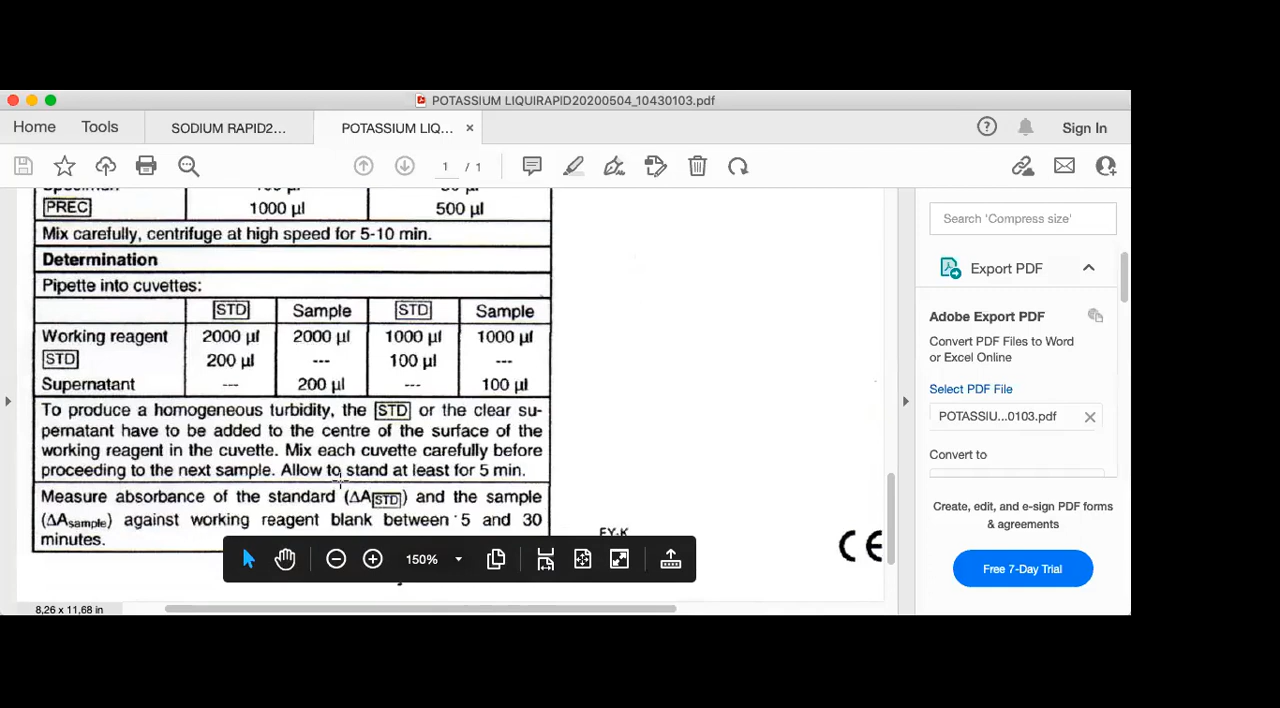 POTASSIUM LIQUIRAPID20200504_10430103.pdf
Home Tools SODIUM RAPID2... POTASSIUM LIQ... × ? Sign In
1 / 1
Specimen 50 µl
PREC 1000 µl 500 µl
Mix carefully, centrifuge at high speed for 5-10 min.
Determination
Pipette into cuvettes:
STD Sample STD Sample
Working reagent 2000 µl 2000 µl 1000 µl 1000 µl
STD 200 µl --- 100 µl ---
Supernatant --- 200 µl --- 100 µl
To produce a homogeneous turbidity, the STD or the clear su-
pernatant have to be added to the centre of the surface of the
working reagent in the cuvette. Mix each cuvette carefully before
proceeding to the next sample. Allow to stand at least for 5 min.
Measure absorbance of the standard (ΔASTD) and the sample
(ΔAsample) against working reagent blank between 5 and 30
minutes.
FY-K
CE
150%
8,26 x 11,68 in
Search 'Compress size'
Export PDF
Adobe Export PDF
Convert PDF Files to Word
or Excel Online
Select PDF File
POTASSIU...0103.pdf
Convert to
Create, edit, and e-sign PDF forms
& agreements
Free 7-Day Trial